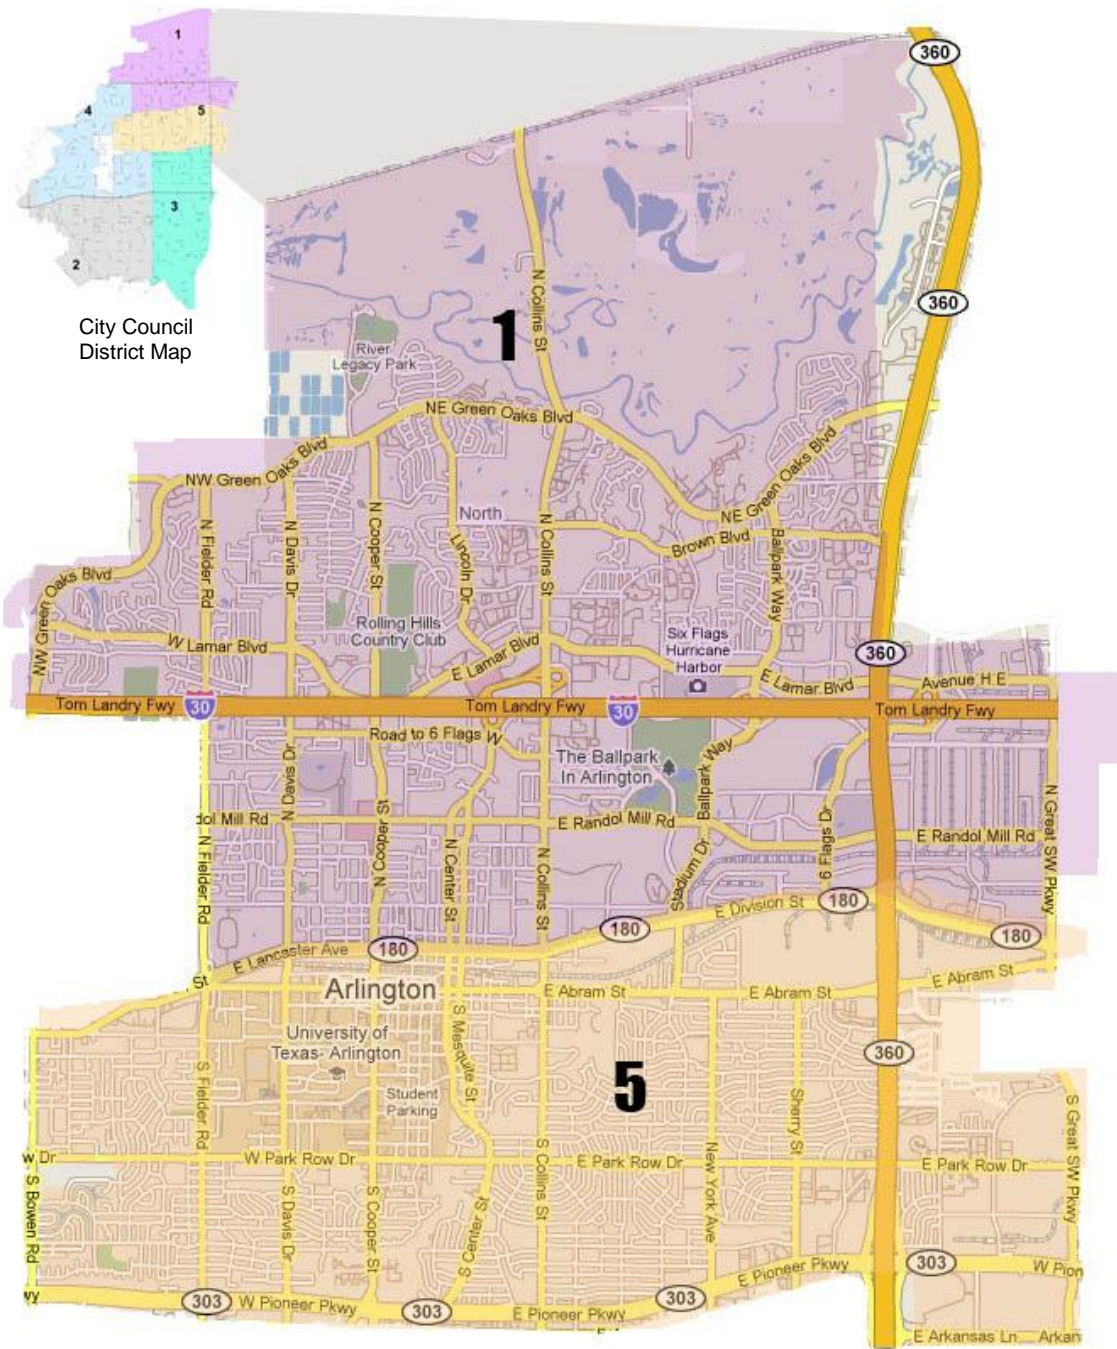 1
4
5
3
2
City Council
District Map
360
360
N Collins St
1
River
Legacy Park
NE Green Oaks Blvd
NW Green Oaks Blvd
N Fielder Rd
N Davis Dr
N Cooper St
North
Lincoln Dr
N Collins St
NE Green Oaks Blvd
Brown Blvd
Ballpark Way
NW Green Oaks Blvd
W Lamar Blvd
Rolling Hills
Country Club
E Lamar Blvd
Six Flags
Hurricane
Harbor
360
E Lamar Blvd
Avenue H E
Tom Landry Fwy
30
Tom Landry Fwy
30
Tom Landry Fwy
Road to 6 Flags W
N Davis Dr
The Ballpark
In Arlington
Ballpark Way
N Cooper St
N
dol Mill Rd
E Randol Mill Rd
6 Flags Dr
E Randol Mill Rd
N Great SW Pkwy
N Fielder Rd
N Center St
N Collins St
Stadium Dr
E Division St
180
180
180
E Lancaster Ave
180
St
Arlington
E Abram St
E Abram St
E Abram St
University of
Texas- Arlington
S Mesquite St
5
360
S Fielder Rd
Student
Parking
Sherry St
S Great SW Pkwy
w Dr
W Park Row Dr
E Park Row Dr
E Park Row Dr
S Bowen Rd
S Davis Dr
S Cooper St
S Center St
S Collins St
New York Ave
E Pioneer Pkwy
303
W Pion
wy
303
W Pioneer Pkwy
303
E Pioneer Pkwy
303
E Arkansas Ln
Arkan